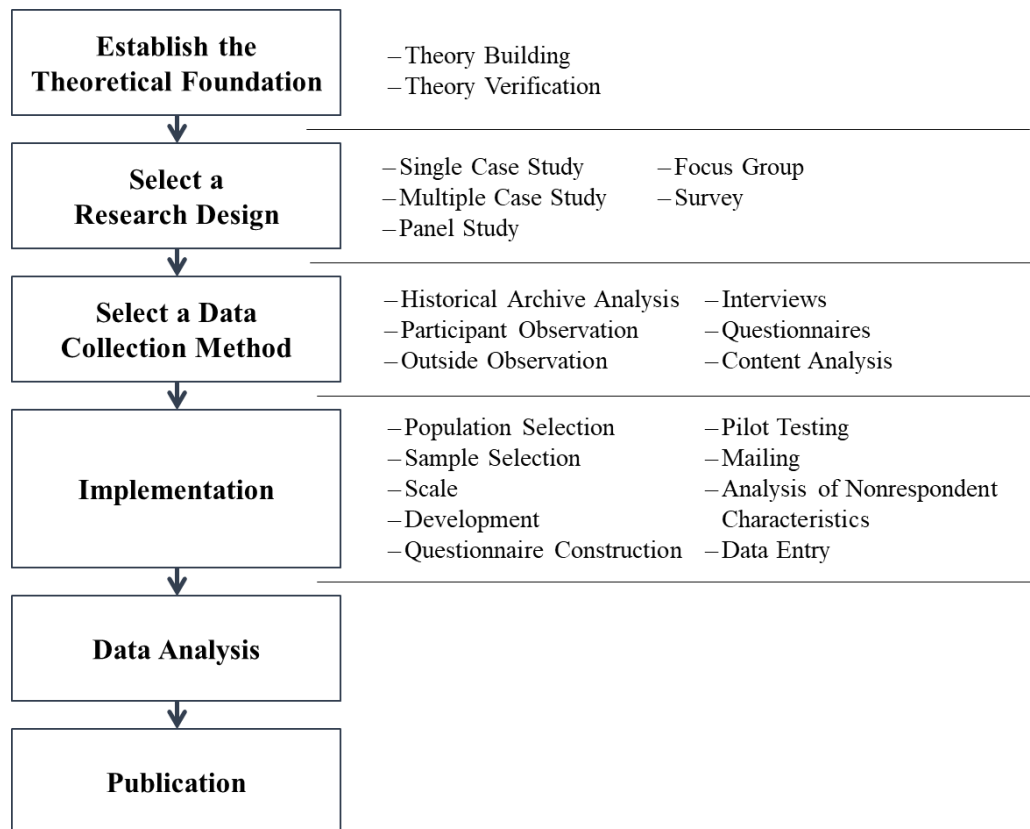 Establish the
Theoretical Foundation
–Theory Building
–Theory Verification
Select a
Research Design
–Single Case Study
–Multiple Case Study
–Panel Study
–Focus Group
–Survey
Select a Data
Collection Method
–Historical Archive Analysis
–Participant Observation
–Outside Observation
–Interviews
–Questionnaires
–Content Analysis
Implementation
–Population Selection
–Sample Selection
–Scale
–Development
–Questionnaire Construction
–Pilot Testing
–Mailing
–Analysis of Nonrespondent
Characteristics
–Data Entry
Data Analysis
Publication